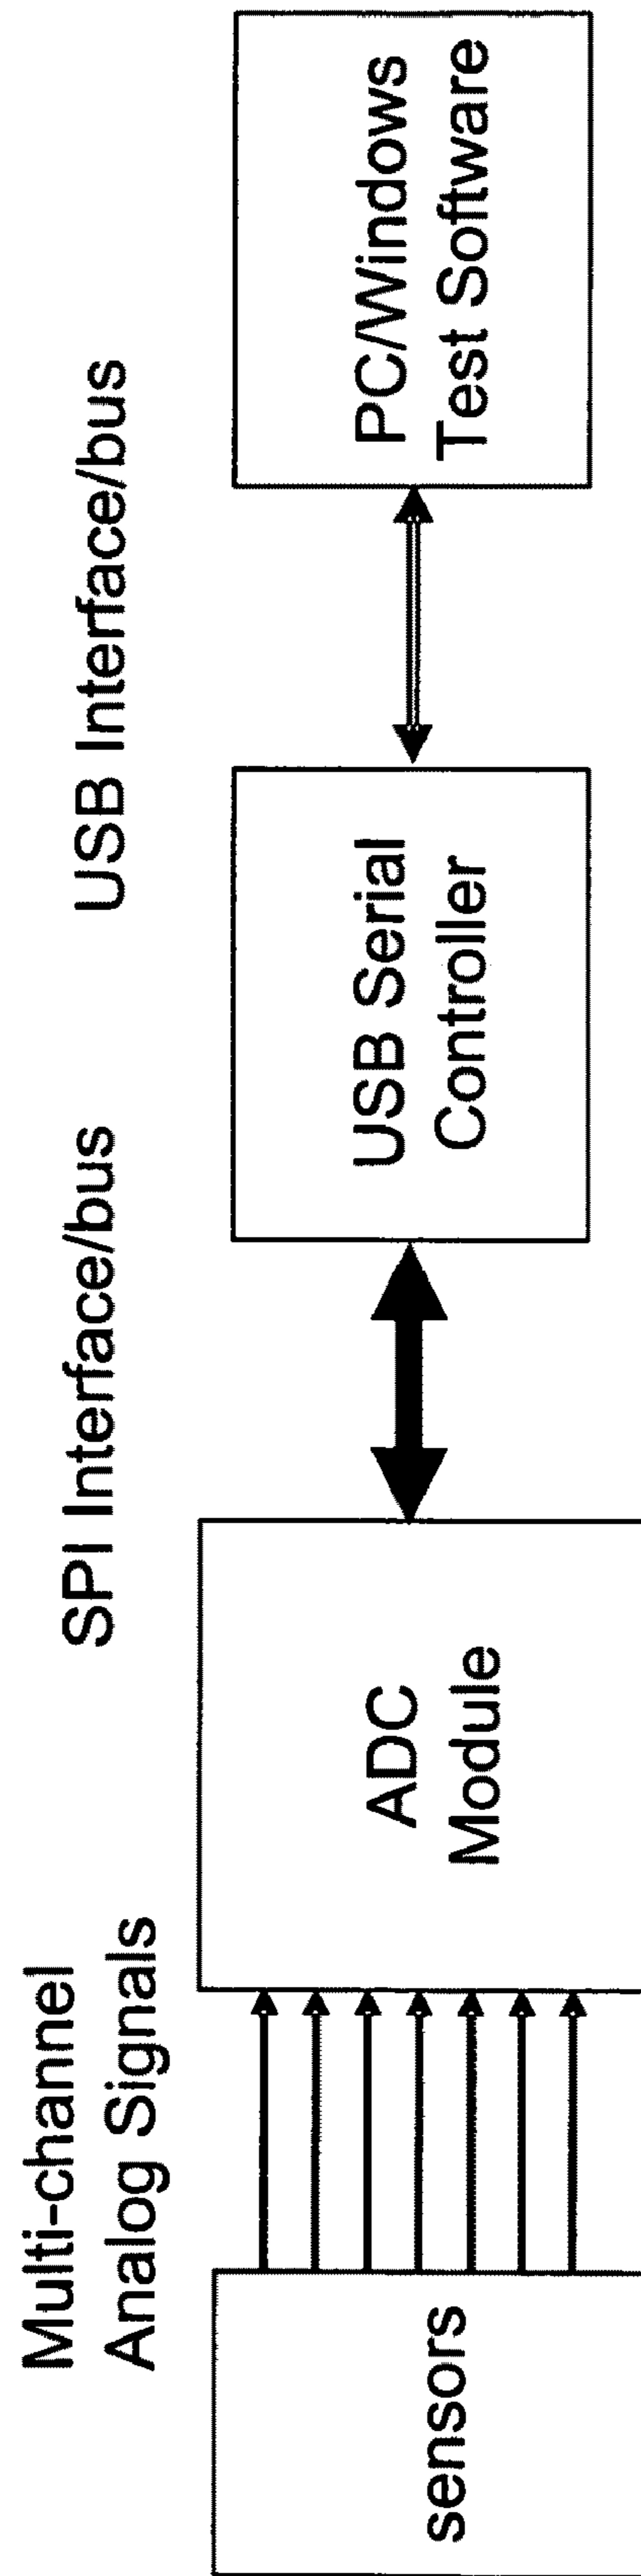 Multi-channel
Analog Signals
SPI Interface/bus
USB Interface/bus
sensors
ADC
Module
USB Serial
Controller
PC/Windows
Test Software